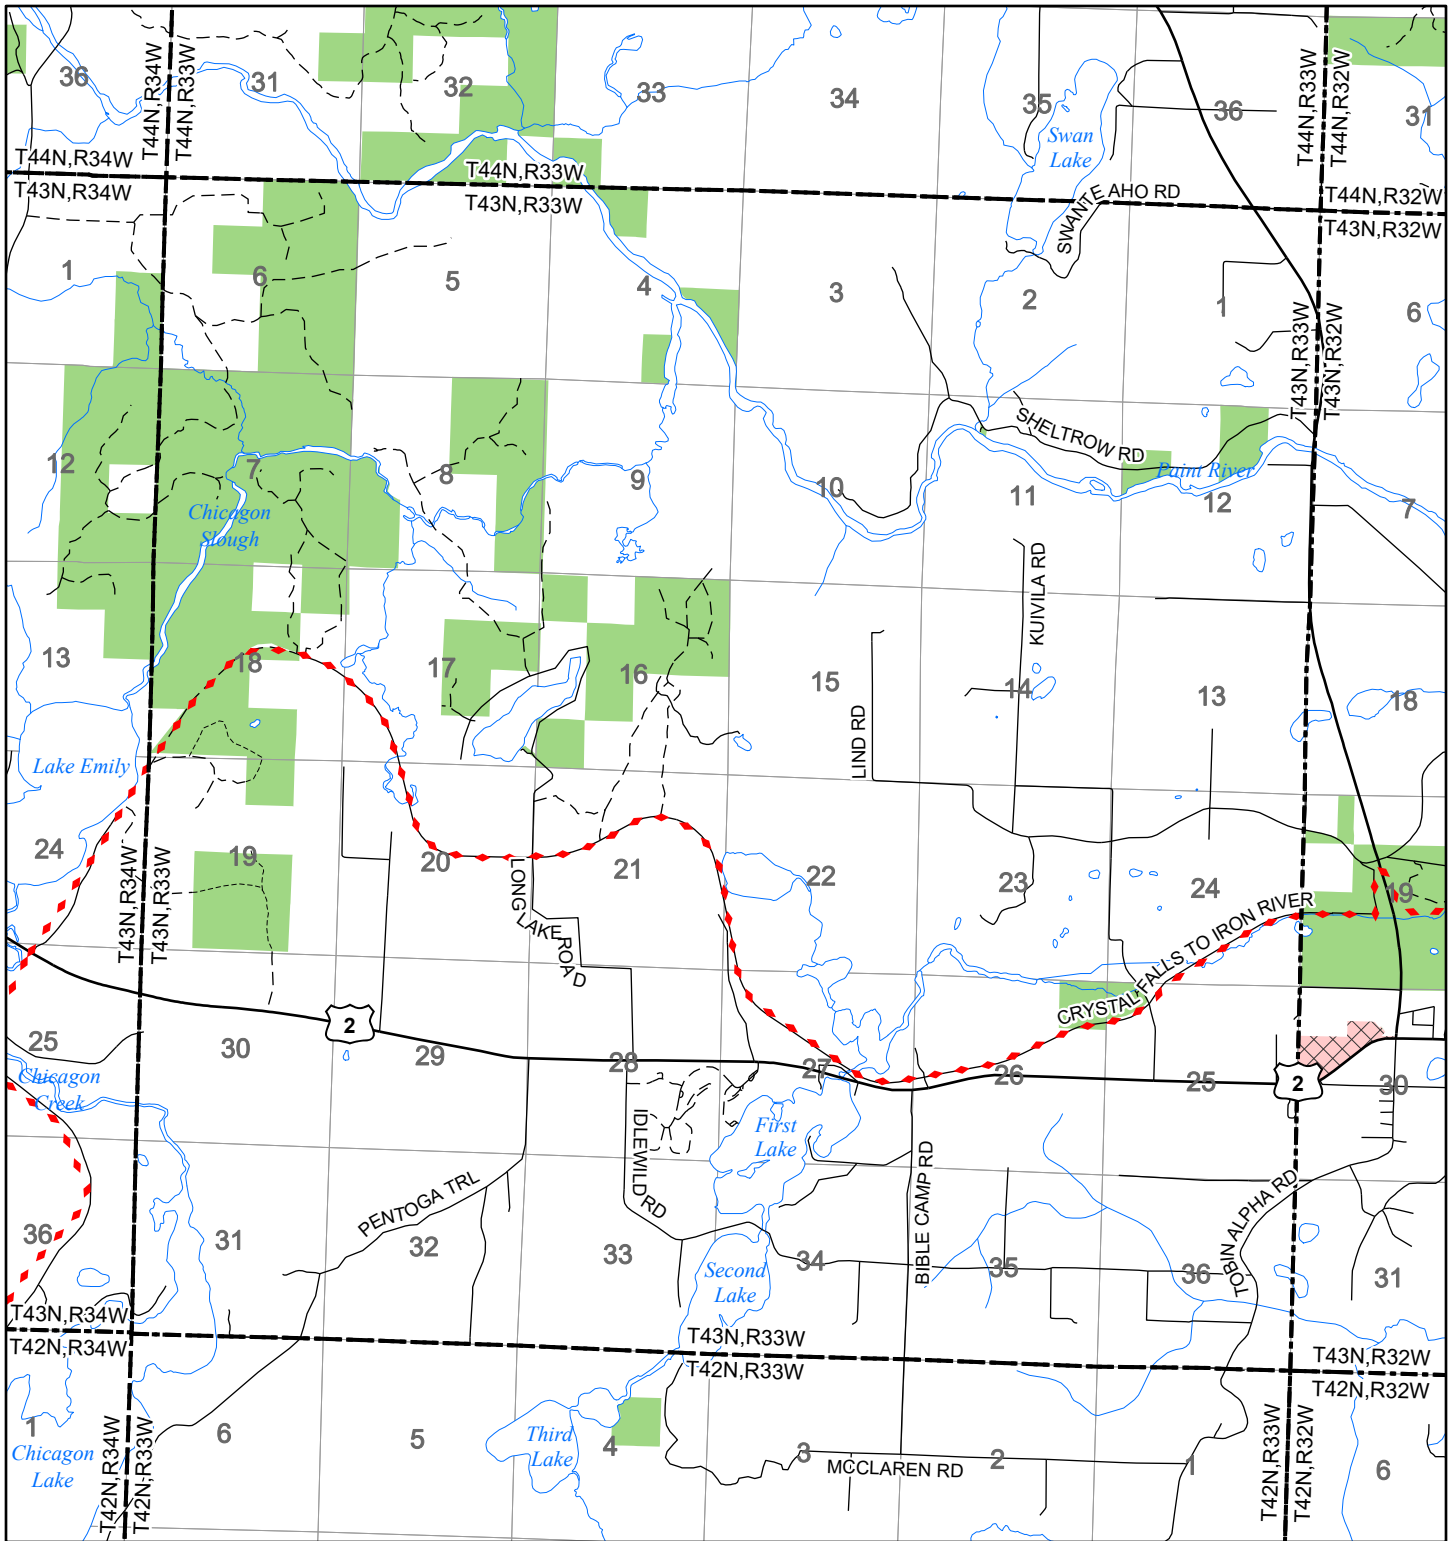 36
31
32
33
34
35
36
31
T44N,R34W
T44N,R33W
T44N,R33W
T44N,R32W
Swan
Lake
T44N,R34W
T43N,R34W
T44N,R33W
T43N,R33W
SWANTE AHO RD
T44N,R32W
T43N,R32W
1
6
5
4
3
2
1
6
T43N,R33W
T43N,R32W
SHELTROW RD
Paint River
12
7
8
9
10
11
12
7
Chicagon
Slough
KUIVILA RD
13
18
17
16
15
14
13
18
LIND RD
Lake Emily
24
19
20
21
22
23
24
19
T43N,R34W
T43N,R33W
LONG LAKE ROAD
CRYSTAL FALLS TO IRON RIVER
2
25
30
29
28
27
26
25
2
30
Chicagon
Creek
First
Lake
IDLEWILD RD
BIBLE CAMP RD
PENTOGA TRL
TOBIN ALPHA RD
36
31
32
33
34
35
36
31
Second
Lake
T43N,R34W
T42N,R34W
T43N,R33W
T42N,R33W
T43N,R32W
T42N,R32W
1
6
5
4
3
2
1
6
Chicagon
Lake
T42N,R34W
T42N,R33W
Third
Lake
MCCLAREN RD
T42N,R33W
T42N,R32W